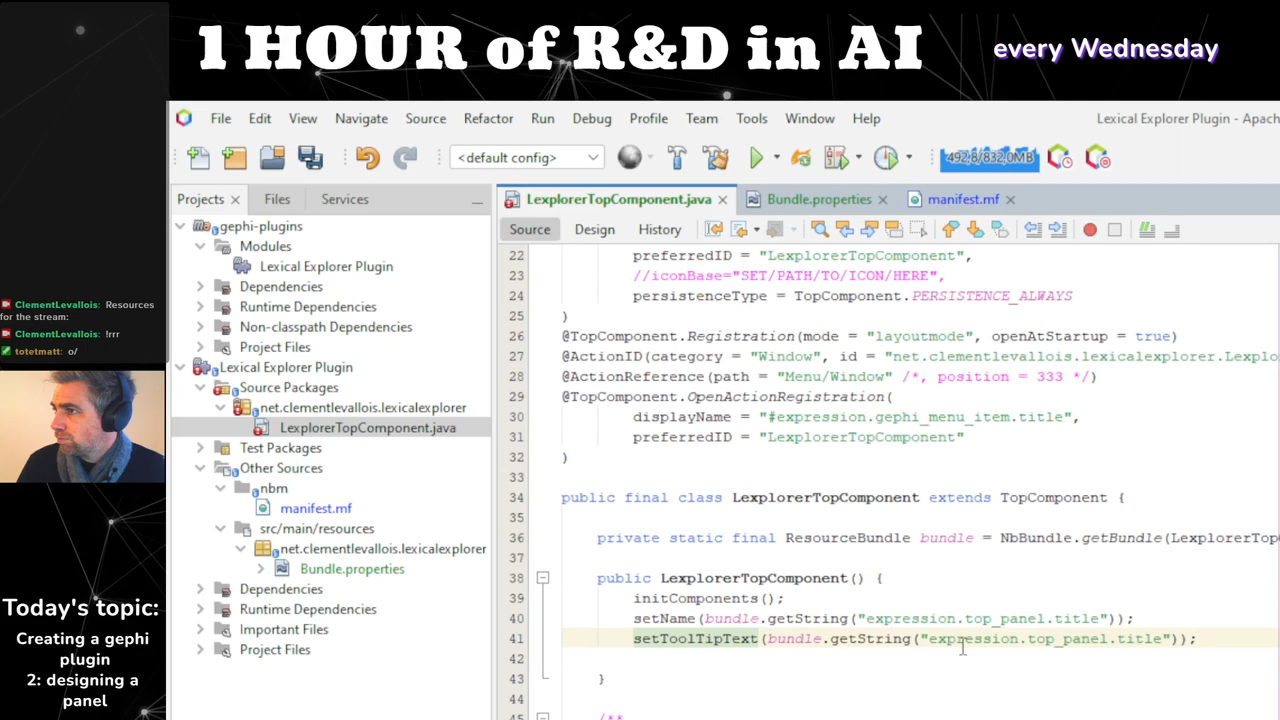 1 HOUR of R&D in AI
every Wednesday
File Edit View Navigate Source Refactor Run Debug Profile Team Tools Window Help
Lexical Explorer Plugin - Apac
<default config>
492,8/832,0MB
Projects
Files
Services
gephi-plugins
Modules
Lexical Explorer Plugin
Dependencies
Runtime Dependencies
Non-classpath Dependencies
Project Files
Lexical Explorer Plugin
Source Packages
net.clementlevallois.lexicalexplorer
LexplorerTopComponent.java
Test Packages
Other Sources
nbm
manifest.mf
src/main/resources
net.clementlevallois.lexicalexplorer
Bundle.properties
Dependencies
Runtime Dependencies
Important Files
Project Files
LexplorerTopComponent.java
Bundle.properties
manifest.mf
Source
Design
History
22 preferredID = "LexplorerTopComponent",
23 //iconBase="SET/PATH/TO/ICON/HERE",
24 persistenceType = TopComponent.PERSISTENCE_ALWAYS
25 )
26 @TopComponent.Registration(mode = "layoutmode", openAtStartup = true)
27 @ActionID(category = "Window", id = "net.clementlevallois.lexicalexplorer.Lexplo
28 @ActionReference(path = "Menu/Window" /*, position = 333 */)
29 @TopComponent.OpenActionRegistration(
30 displayName = "#expression.gephi_menu_item.title",
31 preferredID = "LexplorerTopComponent"
32 )
33
34 public final class LexplorerTopComponent extends TopComponent {
35
36 private static final ResourceBundle bundle = NbBundle.getBundle(LexplorerTop
37
38 public LexplorerTopComponent() {
39 initComponents();
40 setName(bundle.getString("expression.top_panel.title"));
41 setToolTipText(bundle.getString("expression.top_panel.title"));
42
43 }
44
45 /**
ClementLevallois: Resources
for the stream:
ClementLevallois: !rrr
totetmatt: o/
Today's topic:
Creating a gephi
plugin
2: designing a
panel